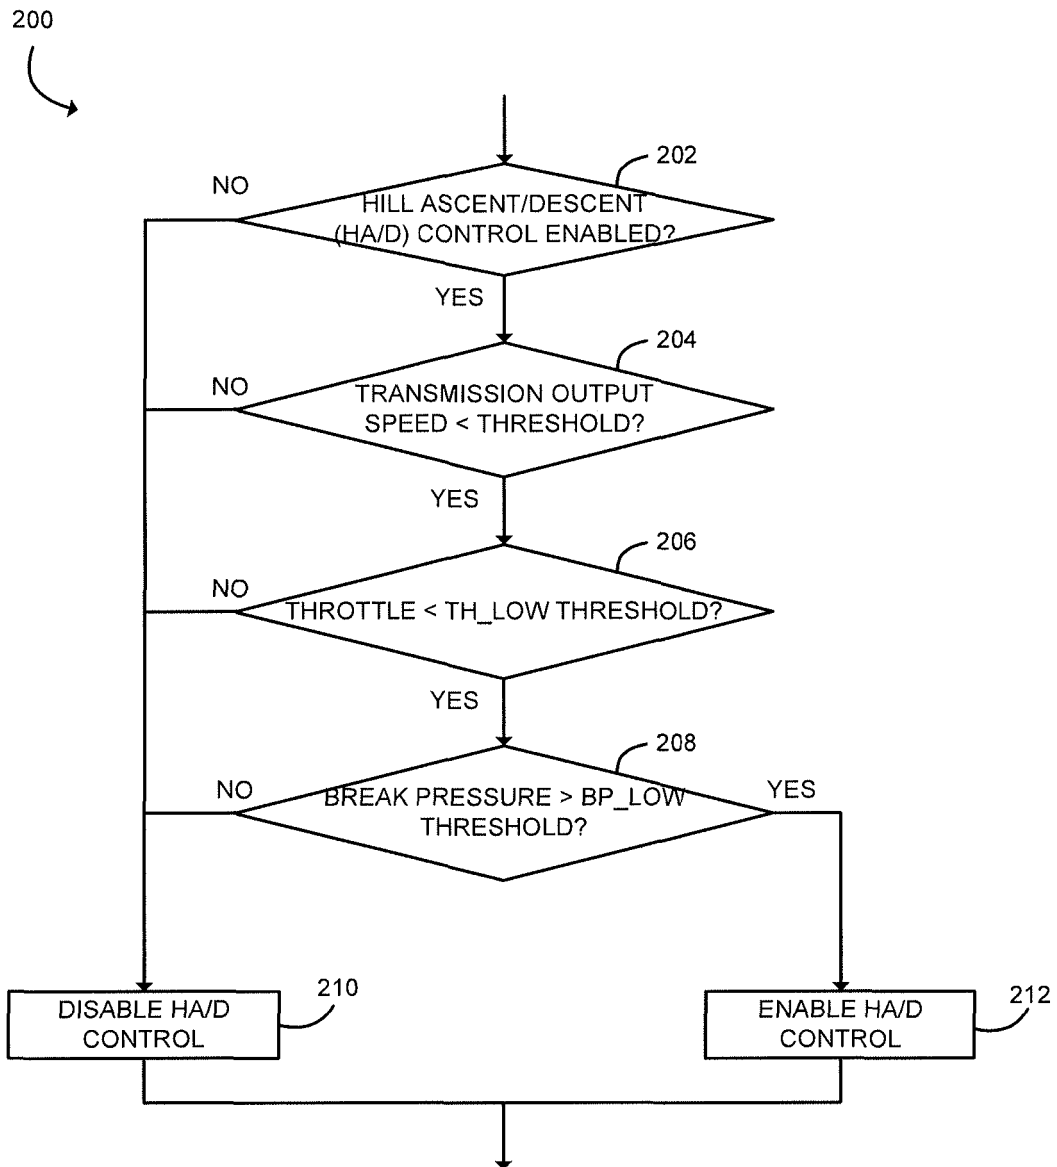 200
202
NO
HILL ASCENT/DESCENT
(HA/D) CONTROL ENABLED?
YES
204
NO
TRANSMISSION OUTPUT
SPEED < THRESHOLD?
YES
206
NO
THROTTLE < TH_LOW THRESHOLD?
YES
208
NO
BREAK PRESSURE > BP_LOW
THRESHOLD?
YES
210
DISABLE HA/D
CONTROL
212
ENABLE HA/D
CONTROL